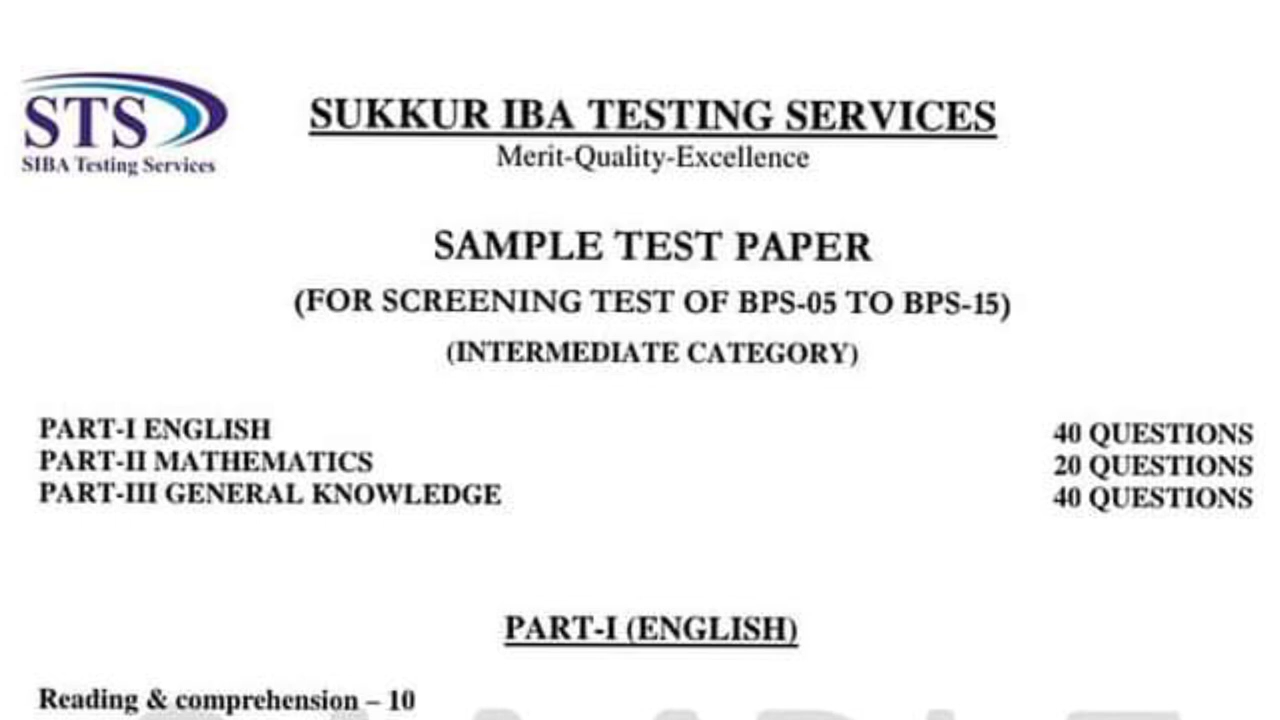 STS
SIBA Testing Services
SUKKUR IBA TESTING SERVICES
Merit-Quality-Excellence
SAMPLE TEST PAPER
(FOR SCREENING TEST OF BPS-05 TO BPS-15)
(INTERMEDIATE CATEGORY)
PART-I ENGLISH 40 QUESTIONS
PART-II MATHEMATICS 20 QUESTIONS
PART-III GENERAL KNOWLEDGE 40 QUESTIONS
PART-I (ENGLISH)
Reading & comprehension – 10